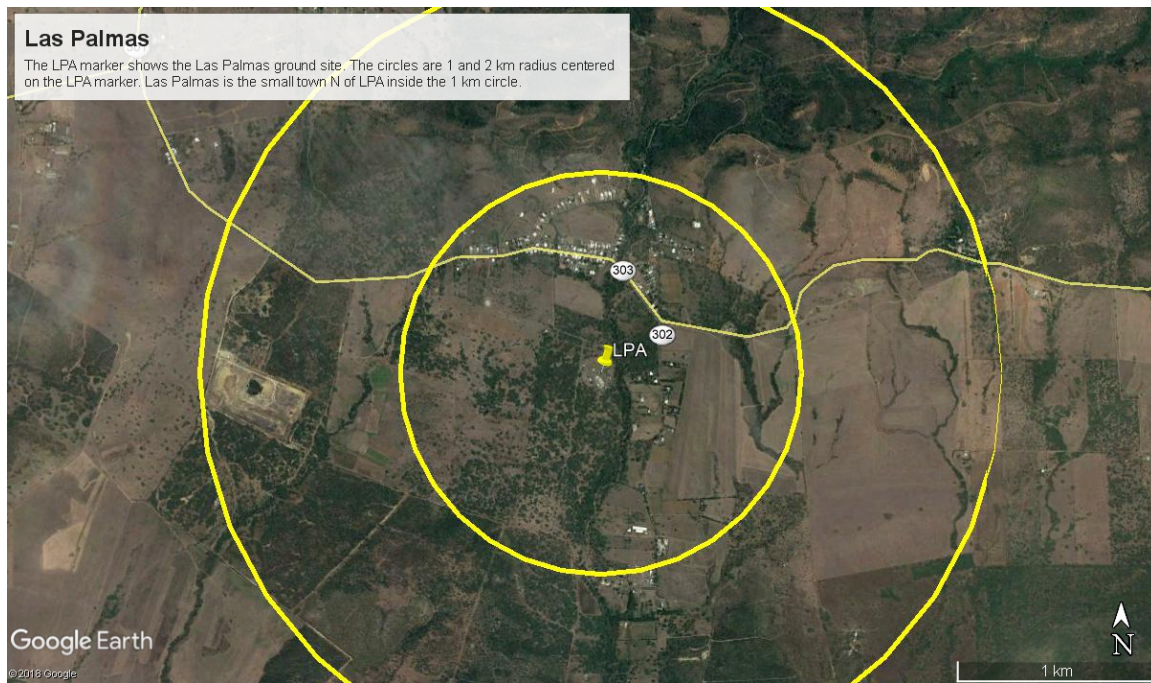 Las Palmas
The LPA marker shows the Las Palmas ground site. The circles are 1 and 2 km radius centered
on the LPA marker. Las Palmas is the small town N of LPA inside the 1 km circle.
303
302
LPA
Google Earth
N
© 2018 Google
1 km